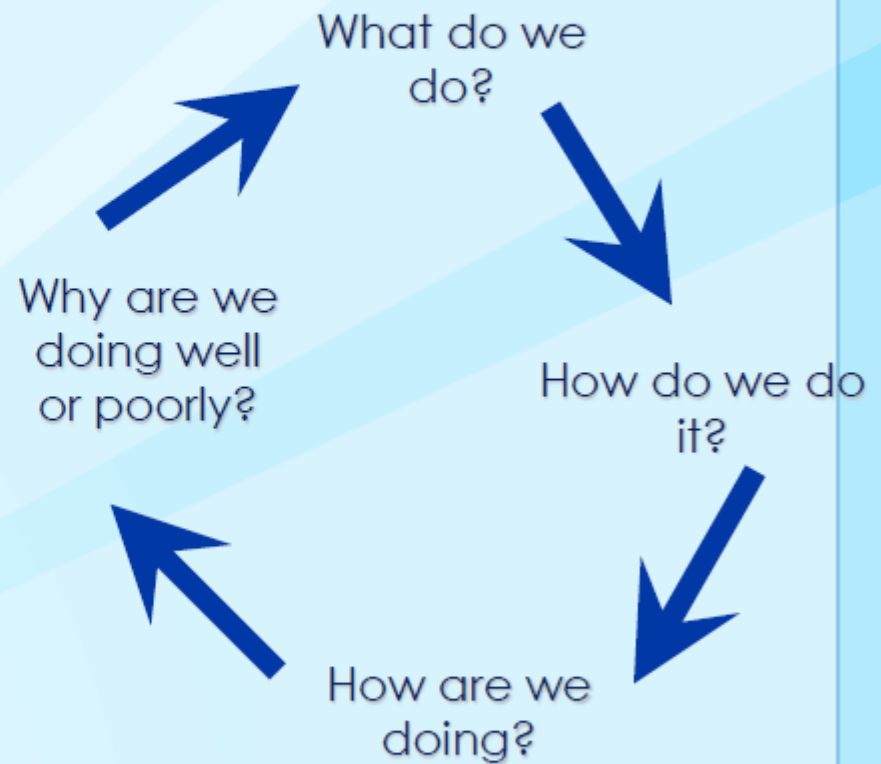 What do we
do?
How do we do
it?
How are we
doing?
Why are we
doing well
or poorly?